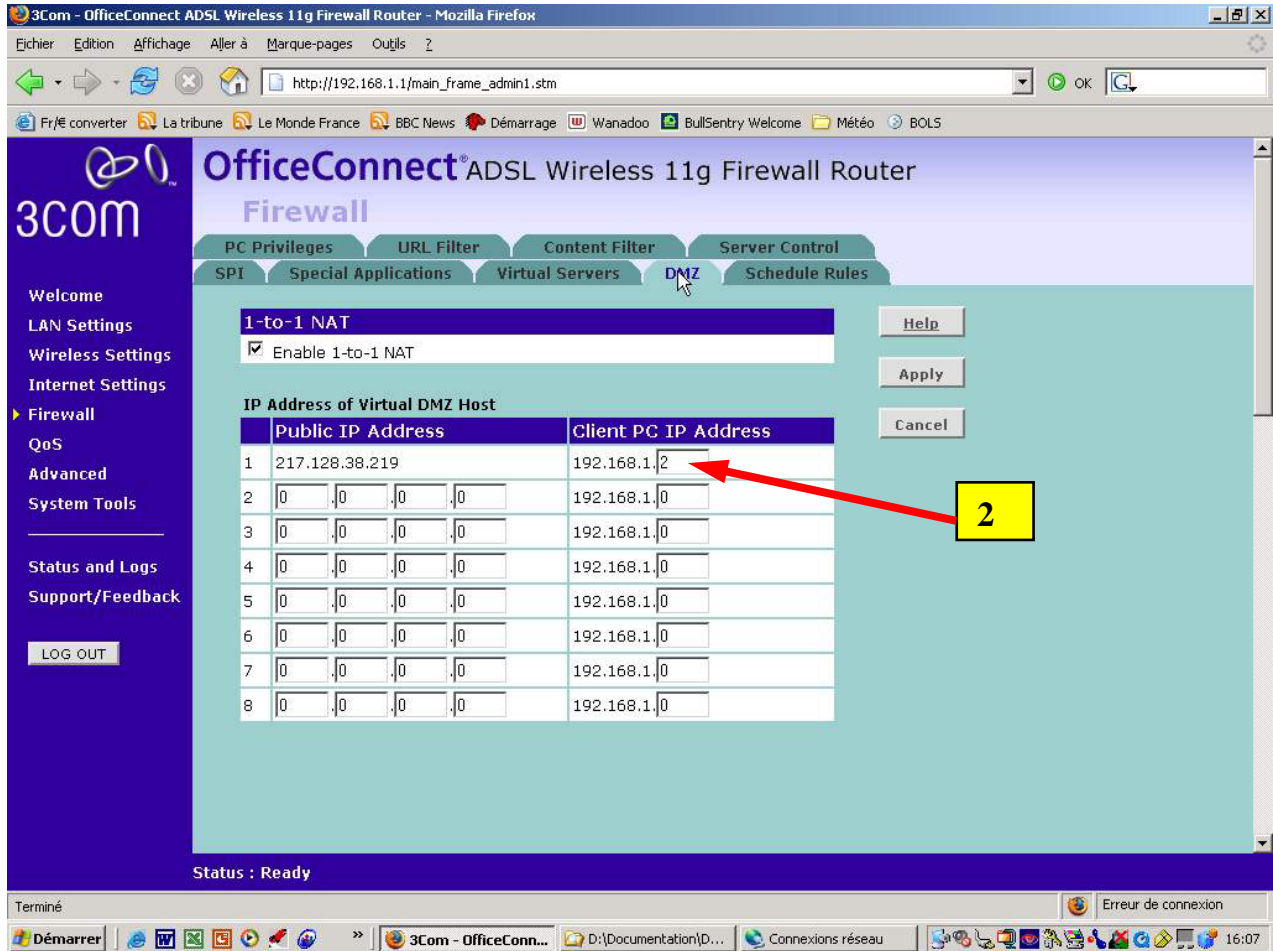 3Com - OfficeConnect ADSL Wireless 11g Firewall Router - Mozilla Firefox
Fichier Edition Affichage Aller à Marque-pages Outils ?
http://192.168.1.1/main_frame_admin1.stm OK G
Fr/€ converter La tribune Le Monde France BBC News Démarrage Wanadoo BullSentry Welcome Météo BOLS
3COM
OfficeConnect® ADSL Wireless 11g Firewall Router
Firewall
PC Privileges URL Filter Content Filter Server Control
SPI Special Applications Virtual Servers DMZ Schedule Rules
Welcome
LAN Settings
Wireless Settings
Internet Settings
Firewall
QoS
Advanced
System Tools
Status and Logs
Support/Feedback
LOG OUT
1-to-1 NAT
Enable 1-to-1 NAT
Help
Apply
Cancel
IP Address of Virtual DMZ Host
Public IP Address Client PC IP Address
1 217.128.38.219 192.168.1.2
2 0 .0 .0 .0 192.168.1.0
3 0 .0 .0 .0 192.168.1.0
4 0 .0 .0 .0 192.168.1.0
5 0 .0 .0 .0 192.168.1.0
6 0 .0 .0 .0 192.168.1.0
7 0 .0 .0 .0 192.168.1.0
8 0 .0 .0 .0 192.168.1.0
2
Status : Ready
Terminé Erreur de connexion
Démarrer » 3Com - OfficeConn... D:\Documentation\D... Connexions réseau 16:07